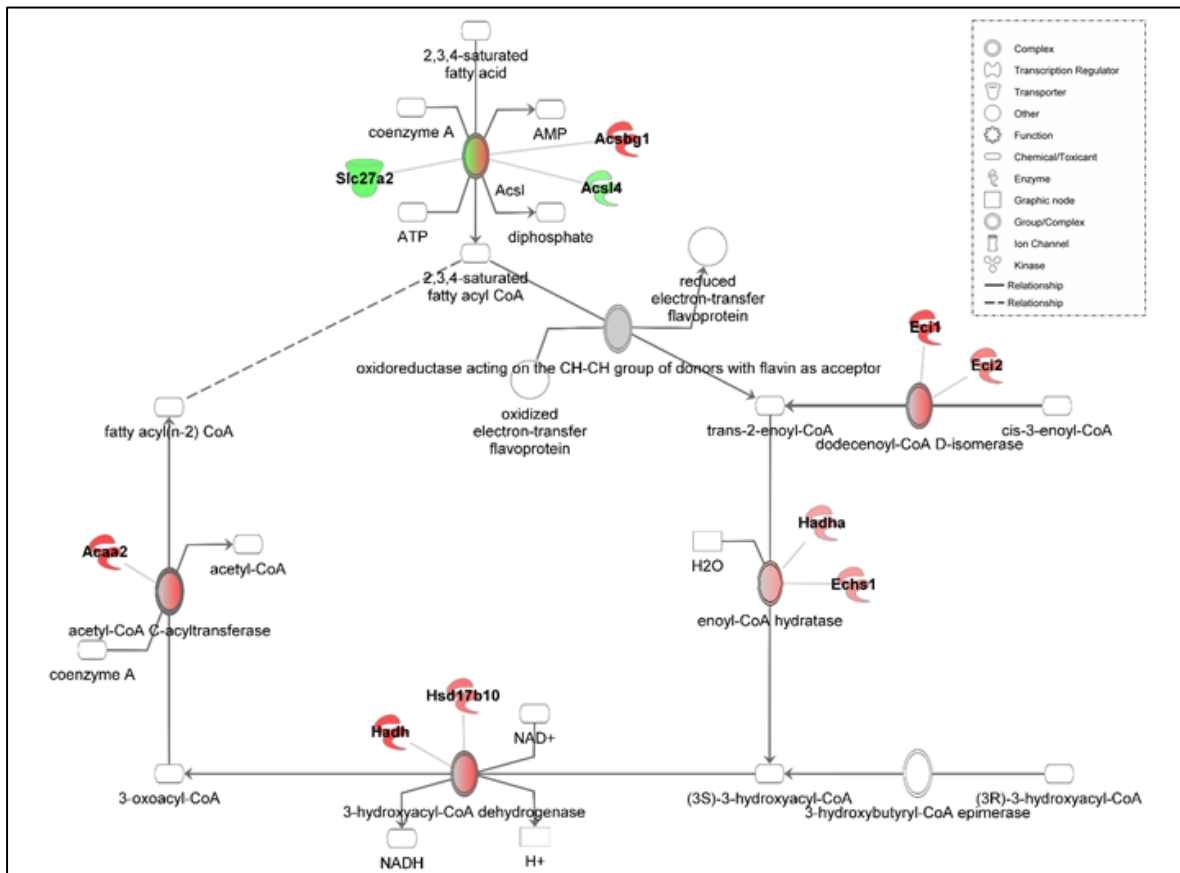 2,3,4-saturated
fatty acid
coenzyme A
AMP
Acsbg1
Slc27a2
Acsl
Acsl4
ATP
diphosphate
2,3,4-saturated
fatty acyl CoA
reduced
electron-transfer
flavoprotein
oxidoreductase acting on the CH-CH group of donors with flavin as acceptor
oxidized
electron-transfer
flavoprotein
Eci1
Eci2
fatty acyl(n-2) CoA
trans-2-enoyl-CoA
cis-3-enoyl-CoA
dodecenoyl-CoA D-isomerase
Hadha
Acaa2
acetyl-CoA
H2O
Echs1
acetyl-CoA C-acyltransferase
enoyl-CoA hydratase
coenzyme A
Hsd17b10
Hadh
NAD+
3-oxoacyl-CoA
3-hydroxyacyl-CoA dehydrogenase
(3S)-3-hydroxyacyl-CoA
3-hydroxybutyryl-CoA epimerase
(3R)-3-hydroxyacyl-CoA
NADH
H+
Complex
Transcription Regulator
Transporter
Other
Function
Chemical/Toxicant
Enzyme
Graphic node
Group/Complex
Ion Channel
Kinase
Relationship
Relationship